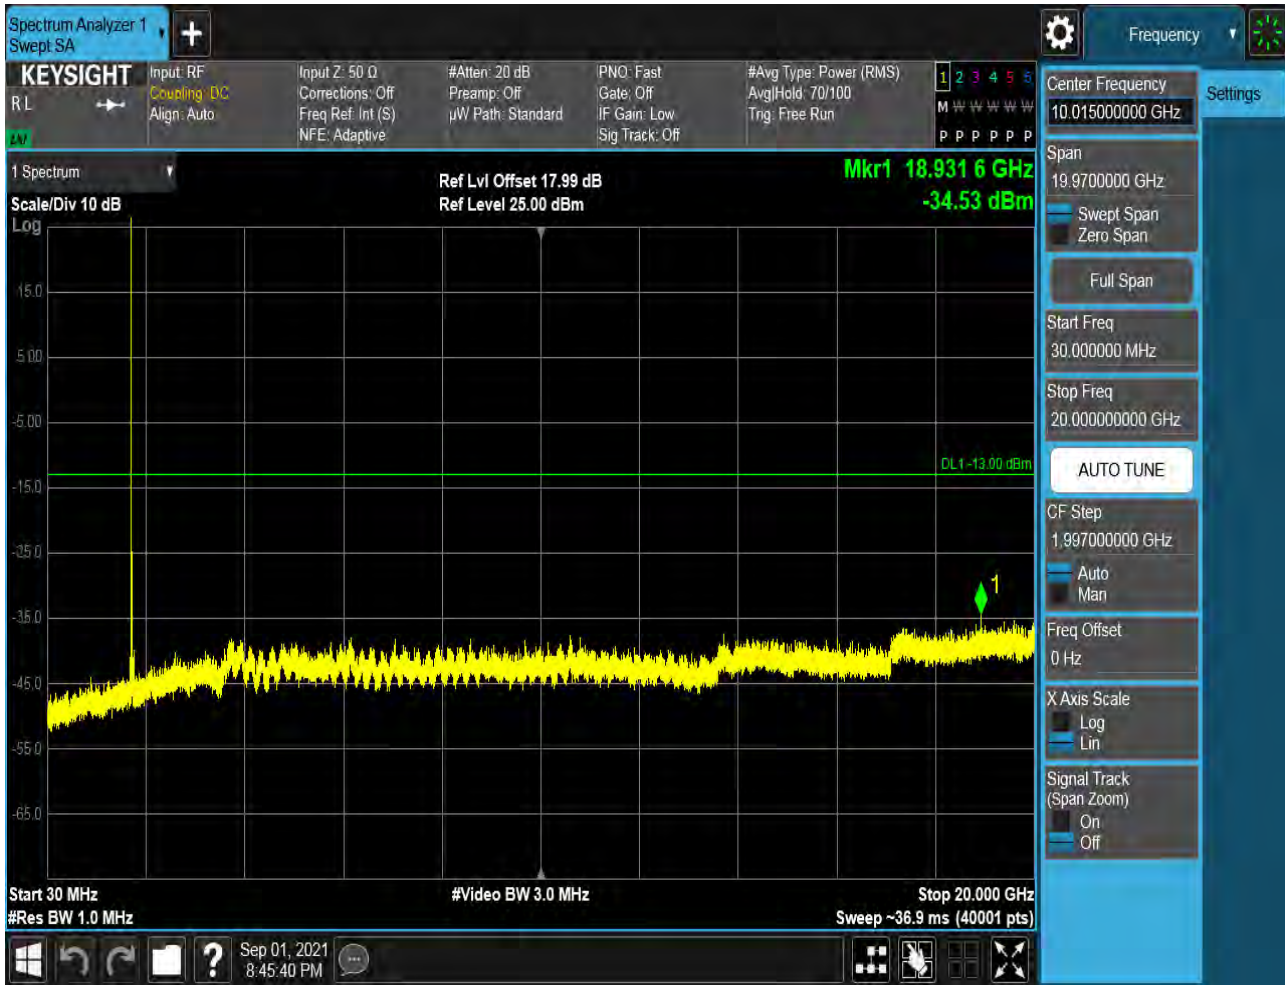 Spectrum Analyzer 1
Swept SA
Frequency
KEYSIGHT
R L
LNI
Input: RF
Coupling: DC
Align: Auto
Input Z: 50 Ω
Corrections: Off
Freq Ref: Int (S)
NFE: Adaptive
#Atten: 20 dB
Preamp: Off
µW Path: Standard
PNO: Fast
Gate: Off
IF Gain: Low
Sig Track: Off
#Avg Type: Power (RMS)
Avg|Hold: 70/100
Trig: Free Run
1 2 3 4 5 6
M W W W W W
P P P P P P
1 Spectrum
Scale/Div 10 dB
Log
Ref Lvl Offset 17.99 dB
Ref Level 25.00 dBm
Mkr1 18.931 6 GHz
-34.53 dBm
15.0
5.00
-5.00
DL1 -13.00 dBm
-15.0
-25.0
1
-35.0
-45.0
-55.0
-65.0
Start 30 MHz
#Res BW 1.0 MHz
#Video BW 3.0 MHz
Stop 20.000 GHz
Sweep ~36.9 ms (40001 pts)
Sep 01, 2021
8:45:40 PM
?
Center Frequency
10.015000000 GHz
Settings
Span
19.9700000 GHz
Swept Span
Zero Span
Full Span
Start Freq
30.000000 MHz
Stop Freq
20.000000000 GHz
AUTO TUNE
CF Step
1.997000000 GHz
Auto
Man
Freq Offset
0 Hz
X Axis Scale
Log
Lin
Signal Track
(Span Zoom)
On
Off